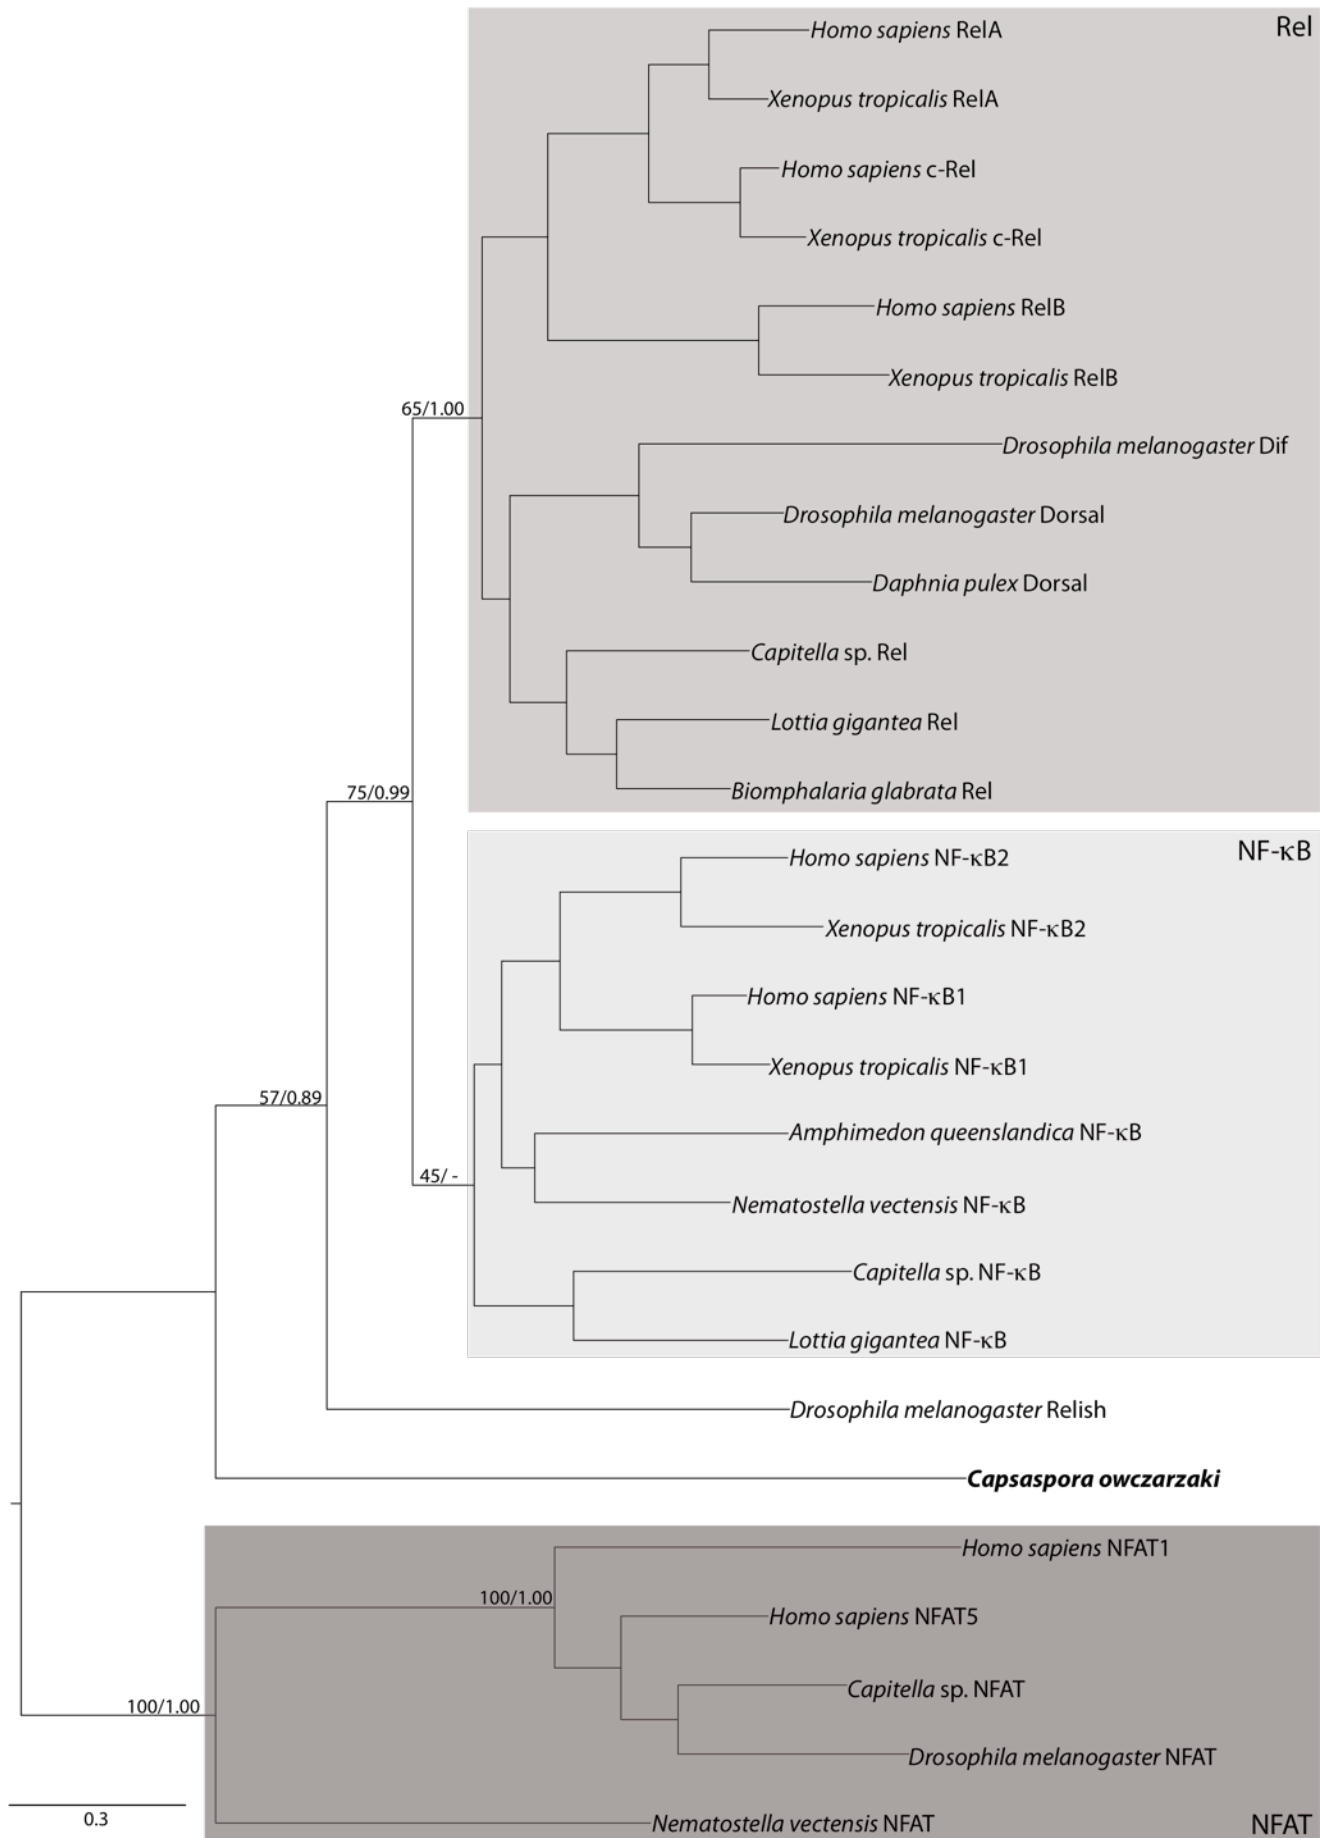 Homo sapiens RelA
Rel
Xenopus tropicalis RelA
Homo sapiens c-Rel
Xenopus tropicalis c-Rel
Homo sapiens RelB
Xenopus tropicalis RelB
65/1.00
Drosophila melanogaster Dif
Drosophila melanogaster Dorsal
Daphnia pulex Dorsal
Capitella sp. Rel
Lottia gigantea Rel
75/0.99
Biomphalaria glabrata Rel
NF-κB
Homo sapiens NF-κB2
Xenopus tropicalis NF-κB2
Homo sapiens NF-κB1
Xenopus tropicalis NF-κB1
57/0.89
Amphimedon queenslandica NF-κB
45/ -
Nematostella vectensis NF-κB
Capitella sp. NF-κB
Lottia gigantea NF-κB
Drosophila melanogaster Relish
Capsaspora owczarzaki
Homo sapiens NFAT1
100/1.00
Homo sapiens NFAT5
Capitella sp. NFAT
100/1.00
Drosophila melanogaster NFAT
0.3
Nematostella vectensis NFAT
NFAT